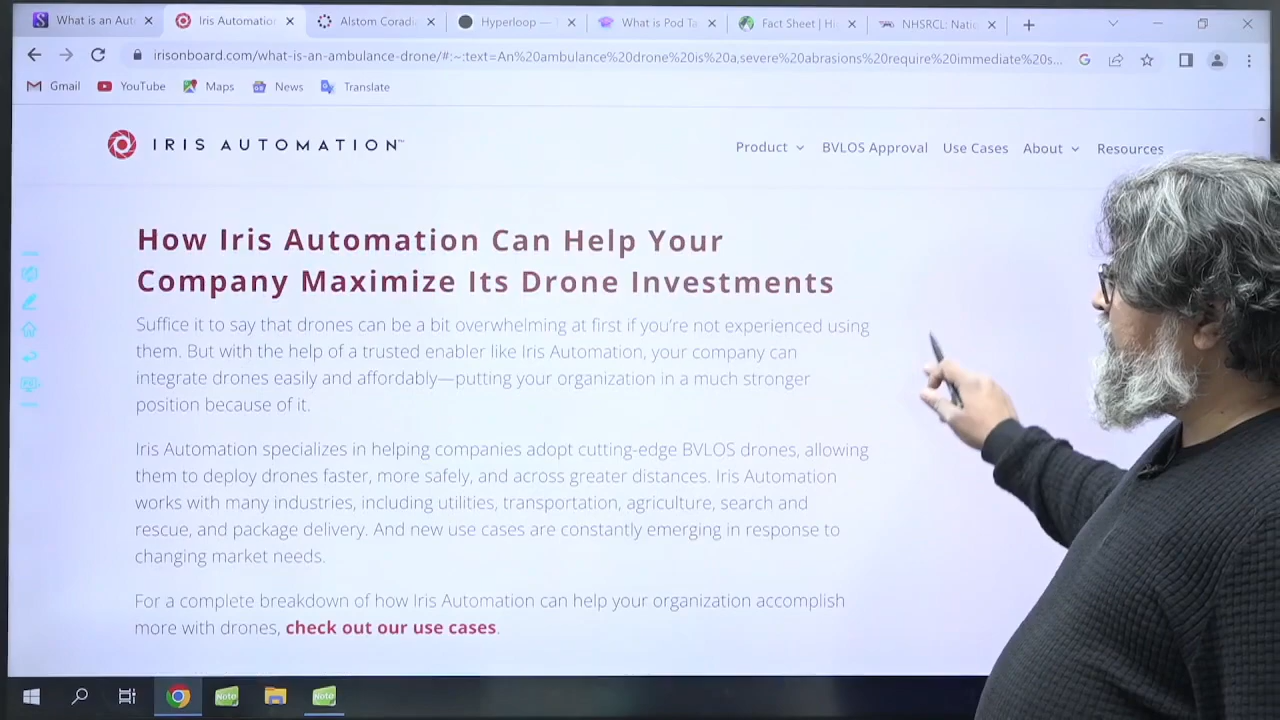 What is an Aut
Iris Automation
Alstom Coradi
Hyperloop —
What is Pod Ta
Fact Sheet | Hi
NHSRCL: Natio
irisonboard.com/what-is-an-ambulance-drone/#:~:text=An%20ambulance%20drone%20is%20a,severe%20abrasions%20require%20immediate%20s...
Gmail
YouTube
Maps
News
Translate
IRIS AUTOMATION™
Product
BVLOS Approval
Use Cases
About
Resources
How Iris Automation Can Help Your
Company Maximize Its Drone Investments
Suffice it to say that drones can be a bit overwhelming at first if you're not experienced using
them. But with the help of a trusted enabler like Iris Automation, your company can
integrate drones easily and affordably—putting your organization in a much stronger
position because of it.
Iris Automation specializes in helping companies adopt cutting-edge BVLOS drones, allowing
them to deploy drones faster, more safely, and across greater distances. Iris Automation
works with many industries, including utilities, transportation, agriculture, search and
rescue, and package delivery. And new use cases are constantly emerging in response to
changing market needs.
For a complete breakdown of how Iris Automation can help your organization accomplish
more with drones, check out our use cases.
Note
Note